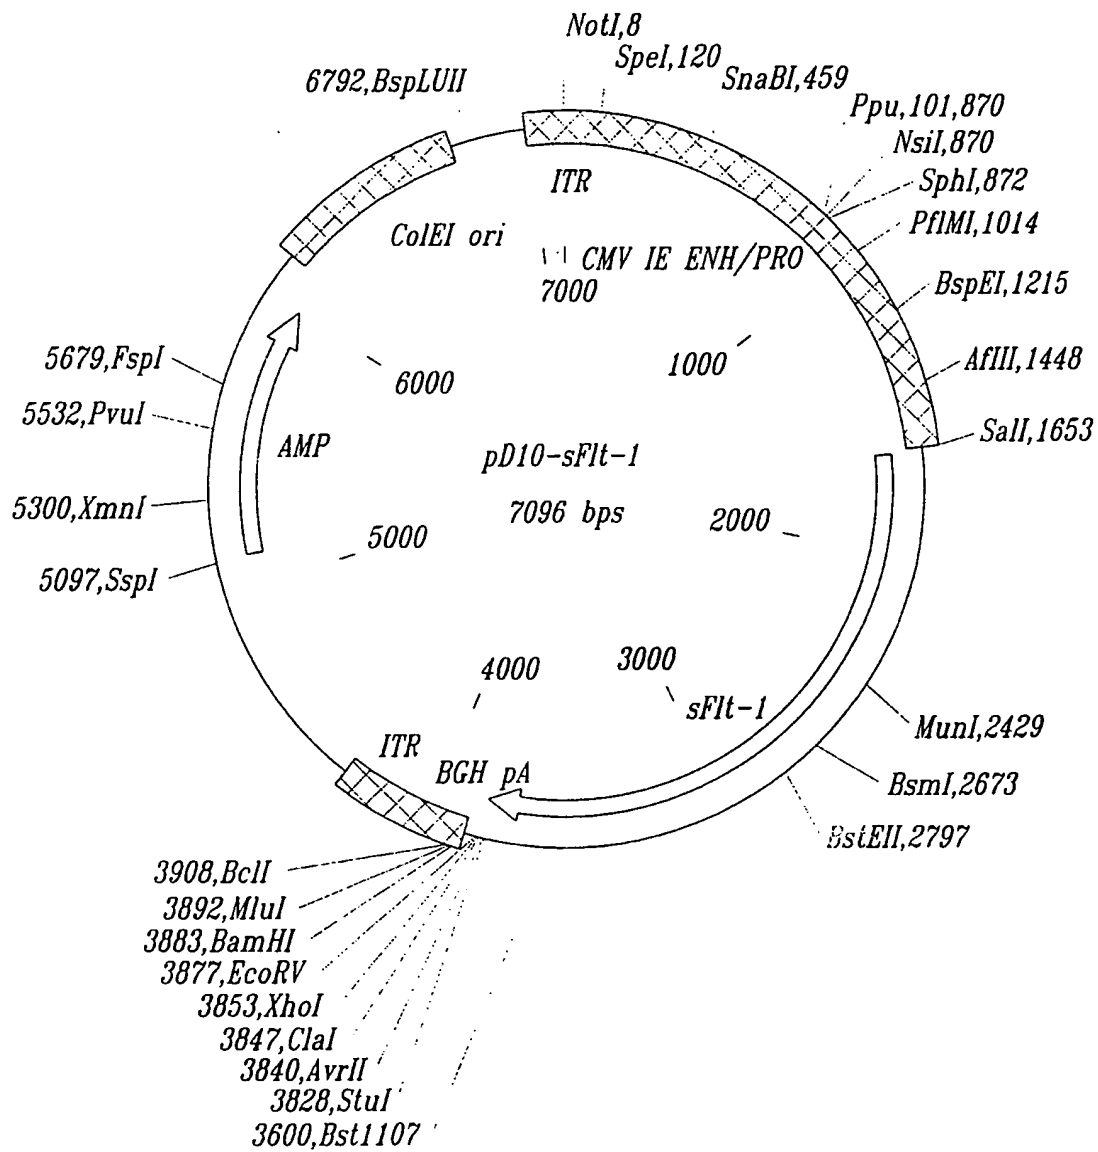 NotI,8
SpeI,120
SnaBI,459
6792,BspLUII
Ppu,101,870
NsiI,870
SphI,872
PflMI,1014
BspEI,1215
AflII,1448
SalI,1653
ITR
ColEI ori
CMV IE ENH/PRO
7000
1000
6000
5679,FspI
5532,PvuI
AMP
pD10-sFlt-1
7096 bps
2000
5300,XmnI
5000
5097,SspI
4000
3000
sFlt-1
MunI,2429
ITR
BGH pA
BsmI,2673
BstEII,2797
3908,BclI
3892,MluI
3883,BamHI
3877,EcoRV
3853,XhoI
3847,ClaI
3840,AvrII
3828,StuI
3600,Bst1107